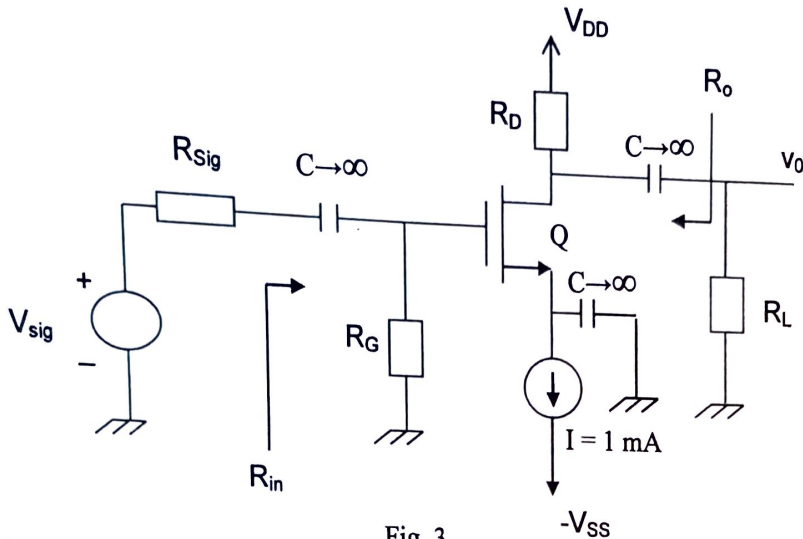 V_DD
R_o
R_D
R_Sig
C→∞
C→∞
v_0
Q
+
C→∞
V_sig
R_G
R_L
−
I = 1 mA
R_in
-V_SS
Fig. 3